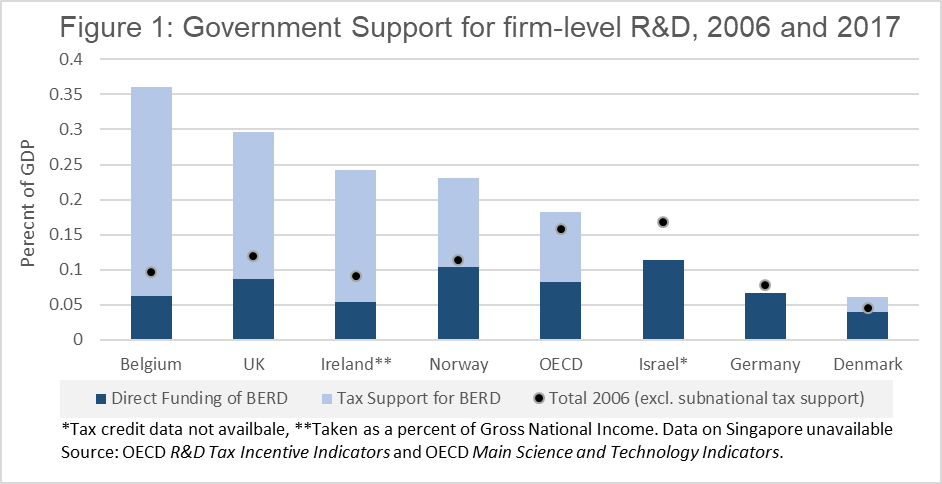 Figure 1: Government Support for firm-level R&D, 2006 and 2017
0.4
0.35
0.3
0.25
0.2
0.15
0.1
0.05
0
Perecnt of GDP
Belgium UK Ireland** Norway OECD Israel* Germany Denmark
Direct Funding of BERD Tax Support for BERD Total 2006 (excl. subnational tax support)
*Tax credit data not availbale, **Taken as a percent of Gross National Income. Data on Singapore unavailable
Source: OECD R&D Tax Incentive Indicators and OECD Main Science and Technology Indicators.